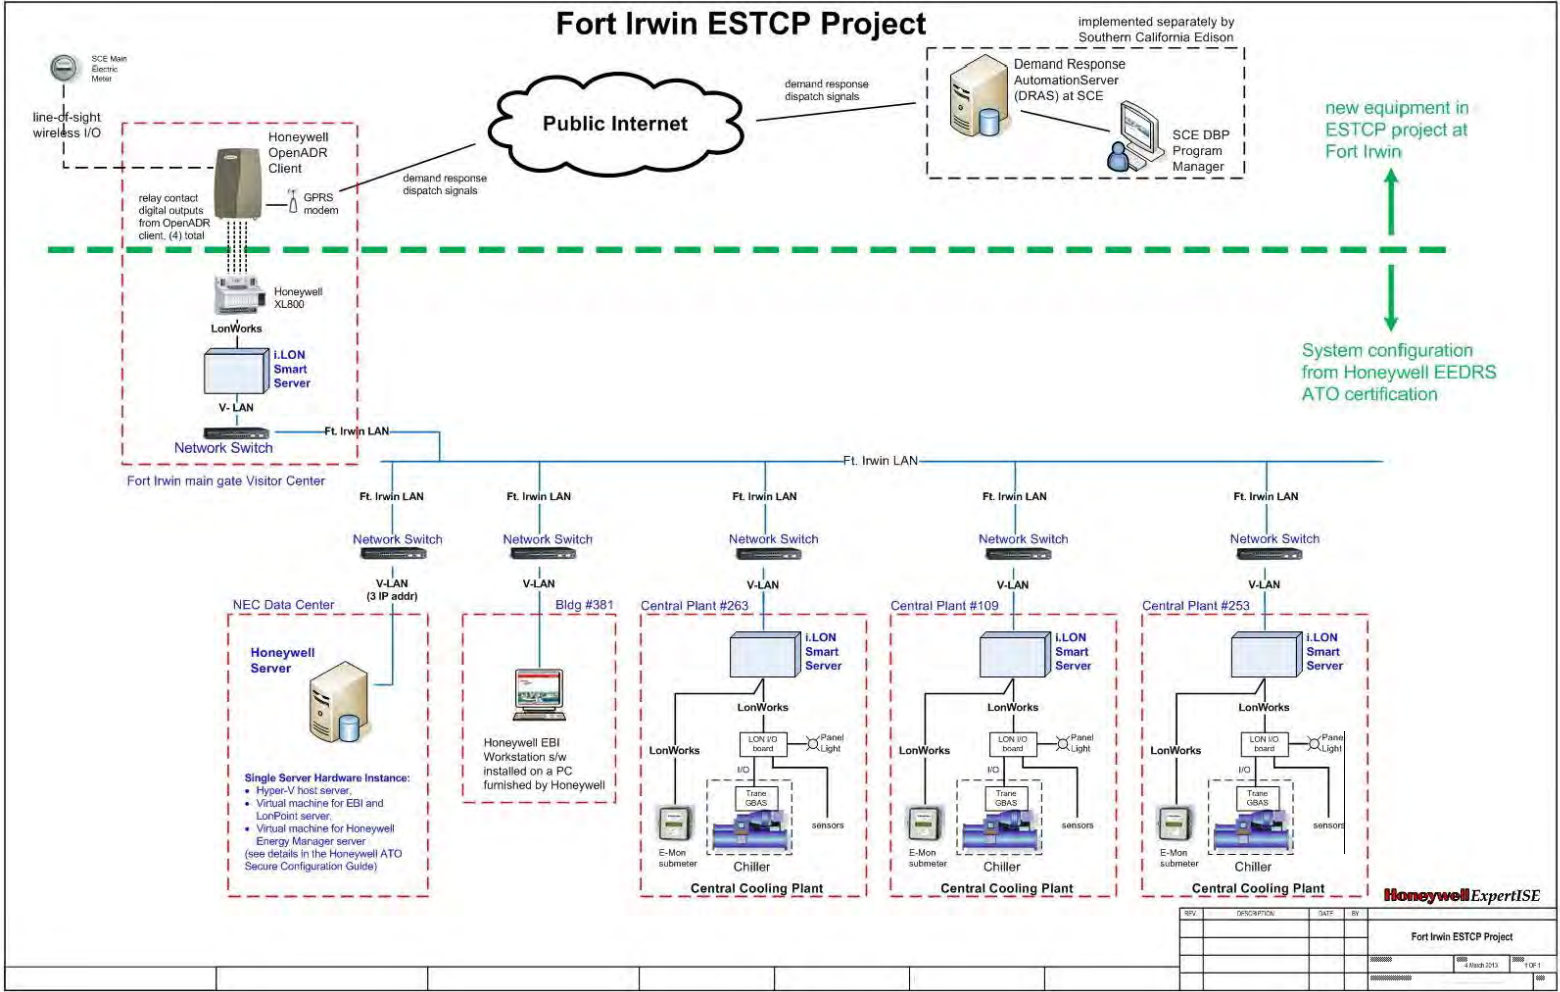 Fort Irwin ESTCP Project
implemented separately by
Southern California Edison
SCE Main
Electric
Meter
line-of-sight
wireless I/O
Honeywell
OpenADR
Client
GPRS
modem
relay contact
digital outputs
from OpenADR
client, (4) total
demand response
dispatch signals
Public Internet
demand response
dispatch signals
Demand Response
AutomationServer
(DRAS) at SCE
SCE DBP
Program
Manager
new equipment in
ESTCP project at
Fort Irwin
System configuration
from Honeywell EEDRS
ATO certification
Honeywell
XL800
LonWorks
i.LON
Smart
Server
V- LAN
Network Switch
Ft. Irwin LAN
Fort Irwin main gate Visitor Center
Ft. Irwin LAN
Ft. Irwin LAN
Network Switch
V-LAN
(3 IP addr)
NEC Data Center
Honeywell
Server
Single Server Hardware Instance:
• Hyper-V host server.
• Virtual machine for EBI and
LonPoint server.
• Virtual machine for Honeywell
Energy Manager server
(see details in the Honeywell ATO
Secure Configuration Guide)
Ft. Irwin LAN
Network Switch
V-LAN
Bldg #381
Honeywell EBI
Workstation s/w
installed on a PC
furnished by Honeywell
Ft. Irwin LAN
Network Switch
V-LAN
Central Plant #263
i.LON
Smart
Server
LonWorks
LonWorks
LON I/O
board
Panel
Light
I/O
Trane
GBAS
sensors
E-Mon
submeter
Chiller
Central Cooling Plant
Ft. Irwin LAN
Network Switch
V-LAN
Central Plant #109
i.LON
Smart
Server
LonWorks
LonWorks
LON I/O
board
Panel
Light
I/O
Trane
GBAS
sensors
E-Mon
submeter
Chiller
Central Cooling Plant
Ft. Irwin LAN
Network Switch
V-LAN
Central Plant #253
i.LON
Smart
Server
LonWorks
LonWorks
LON I/O
board
Pane
Light
I/O
Trane
GBAS
sensors
E-Mon
submeter
Chiller
Central Cooling Plant
Honeywell ExpertISE
REV. DESCRIPTION DATE BY
Fort Irwin ESTCP Project
4 March 2013
1 OF 1